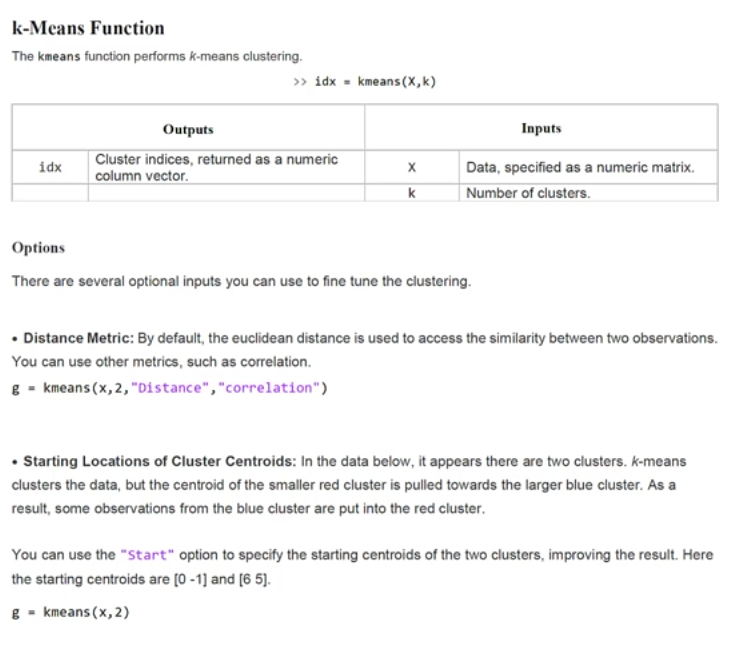 k-Means Function
The kmeans function performs k-means clustering.
>> idx = kmeans(X,k)
Outputs Inputs
idx Cluster indices, returned as a numeric column vector. X Data, specified as a numeric matrix.
k Number of clusters.
Options
There are several optional inputs you can use to fine tune the clustering.
• Distance Metric: By default, the euclidean distance is used to access the similarity between two observations.
You can use other metrics, such as correlation.
g = kmeans(x,2,"Distance","correlation")
• Starting Locations of Cluster Centroids: In the data below, it appears there are two clusters. k-means
clusters the data, but the centroid of the smaller red cluster is pulled towards the larger blue cluster. As a
result, some observations from the blue cluster are put into the red cluster.
You can use the "Start" option to specify the starting centroids of the two clusters, improving the result. Here
the starting centroids are [0 -1] and [6 5].
g = kmeans(x,2)